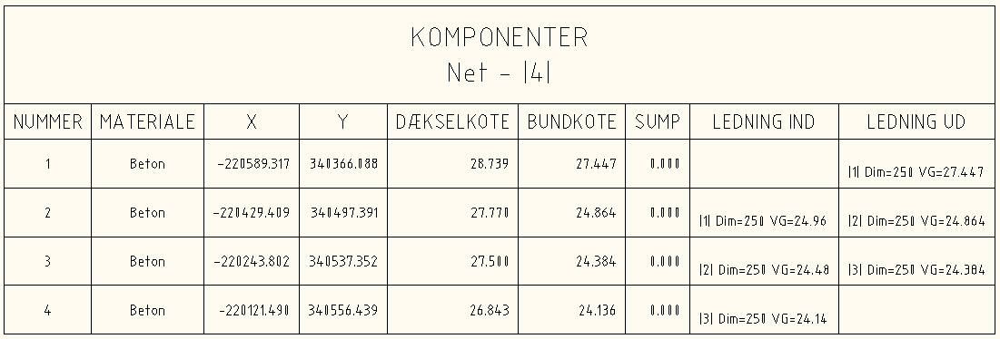 KOMPONENTER
Net - |4|
NUMMER MATERIALE X Y DÆKSELKOTE BUNDKOTE SUMP LEDNING IND LEDNING UD
1 Beton -220589.317 340366.088 28.739 27.447 0.000 |1| Dim=250 VG=27.447
2 Beton -220429.409 340497.391 27.770 24.864 0.000 |1| Dim=250 VG=24.96 |2| Dim=250 VG=24.864
3 Beton -220243.802 340537.352 27.500 24.384 0.000 |2| Dim=250 VG=24.48 |3| Dim=250 VG=24.384
4 Beton -220121.490 340556.439 26.843 24.136 0.000 |3| Dim=250 VG=24.14